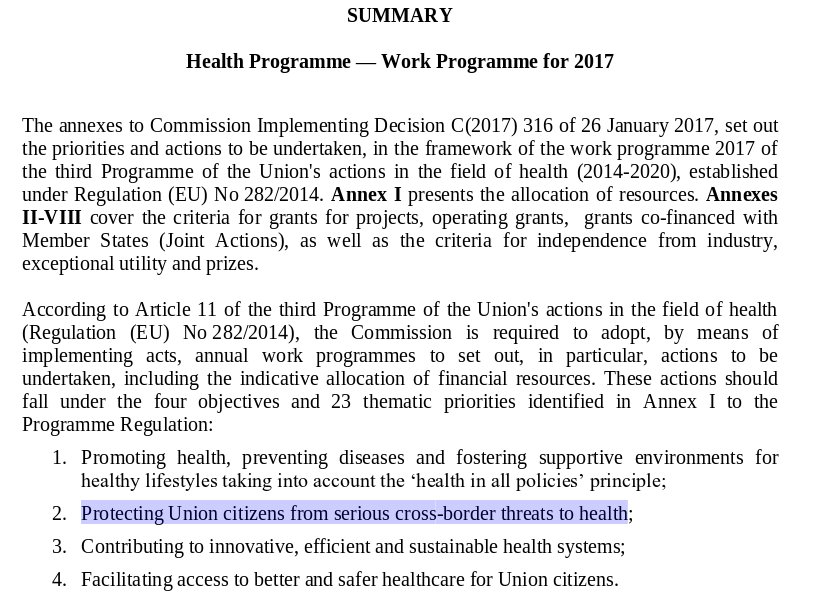 SUMMARY
Health Programme — Work Programme for 2017
The annexes to Commission Implementing Decision C(2017) 316 of 26 January 2017, set out
the priorities and actions to be undertaken, in the framework of the work programme 2017 of
the third Programme of the Union's actions in the field of health (2014-2020), established
under Regulation (EU) No 282/2014. Annex I presents the allocation of resources. Annexes
II-VIII cover the criteria for grants for projects, operating grants, grants co-financed with
Member States (Joint Actions), as well as the criteria for independence from industry,
exceptional utility and prizes.
According to Article 11 of the third Programme of the Union's actions in the field of health
(Regulation (EU) No 282/2014), the Commission is required to adopt, by means of
implementing acts, annual work programmes to set out, in particular, actions to be
undertaken, including the indicative allocation of financial resources. These actions should
fall under the four objectives and 23 thematic priorities identified in Annex I to the
Programme Regulation:
1. Promoting health, preventing diseases and fostering supportive environments for
healthy lifestyles taking into account the ‘health in all policies’ principle;
2. Protecting Union citizens from serious cross-border threats to health;
3. Contributing to innovative, efficient and sustainable health systems;
4. Facilitating access to better and safer healthcare for Union citizens.